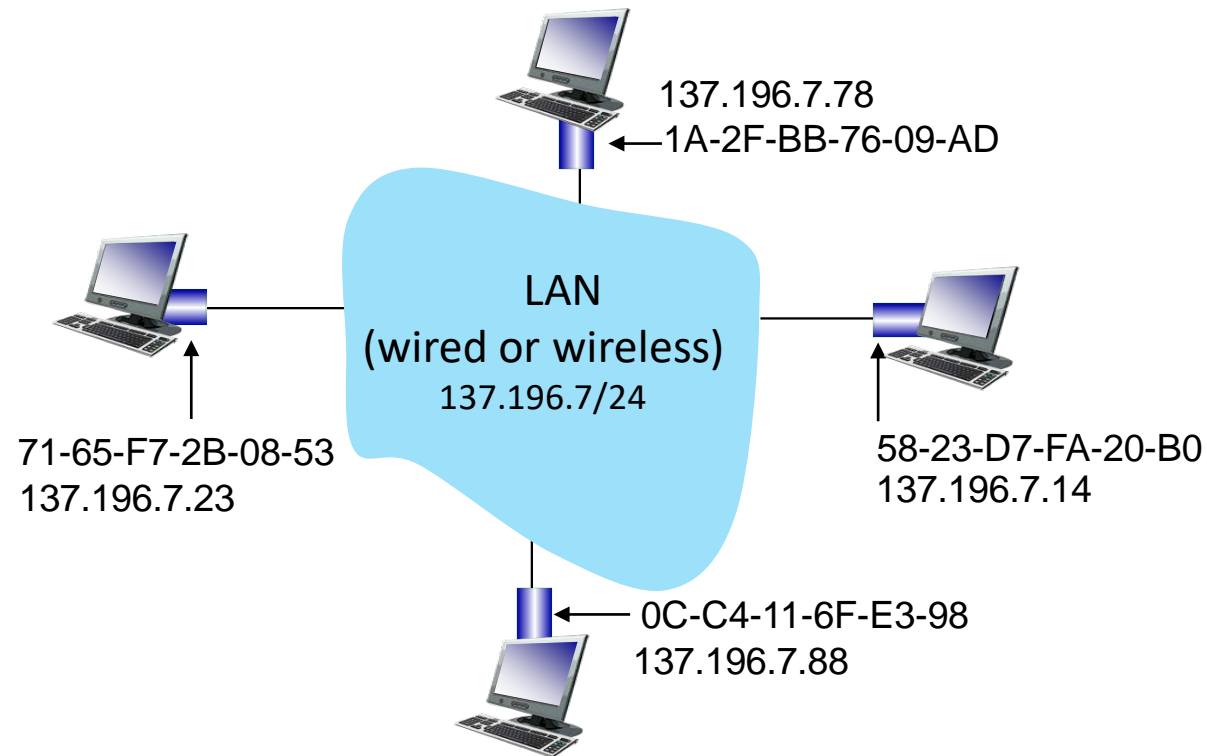 137.196.7.78
1A-2F-BB-76-09-AD
LAN
(wired or wireless)
137.196.7/24
71-65-F7-2B-08-53
137.196.7.23
58-23-D7-FA-20-B0
137.196.7.14
0C-C4-11-6F-E3-98
137.196.7.88